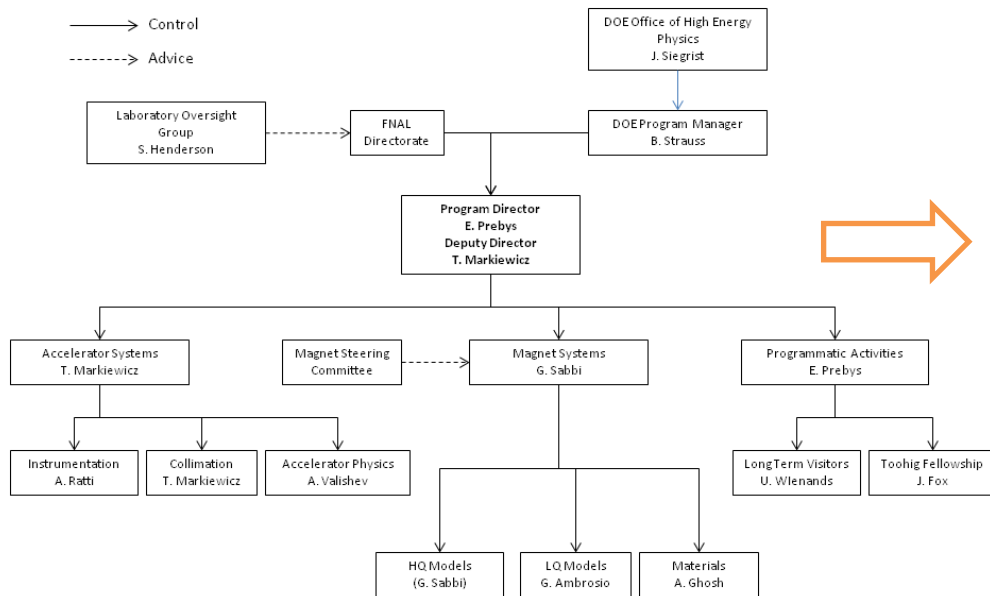 Control
Advice
DOE Office of High Energy
Physics
J. Siegrist
Laboratory Oversight
Group
S. Henderson
FNAL
Directorate
DOE Program Manager
B. Strauss
Program Director
E. Prebys
Deputy Director
T. Markiewicz
Accelerator Systems
T. Markiewicz
Magnet Steering
Committee
Magnet Systems
G. Sabbi
Programmatic Activities
E. Prebys
Instrumentation
A. Ratti
Collimation
T. Markiewicz
Accelerator Physics
A. Valishev
Long Term Visitors
U. WIenands
Toohig Fellowship
J. Fox
HQ Models
(G. Sabbi)
LQ Models
G. Ambrosio
Materials
A. Ghosh